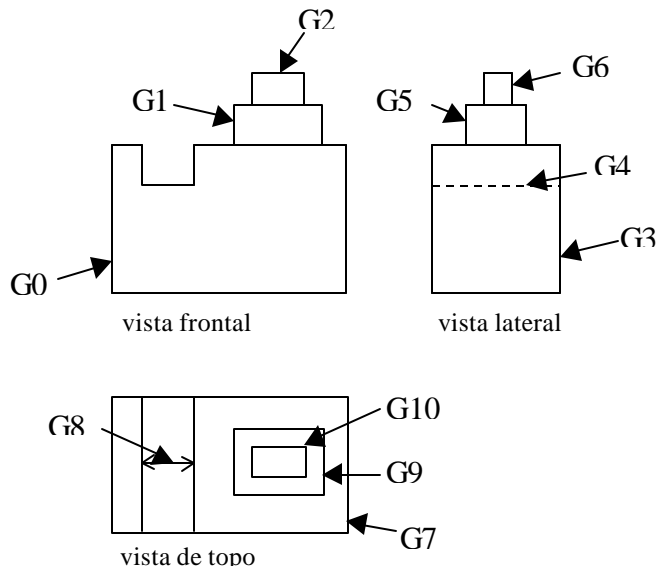 G2
G6
G1
G5
G4
G3
G0
vista frontal
vista lateral
G10
G8
G9
G7
vista de topo